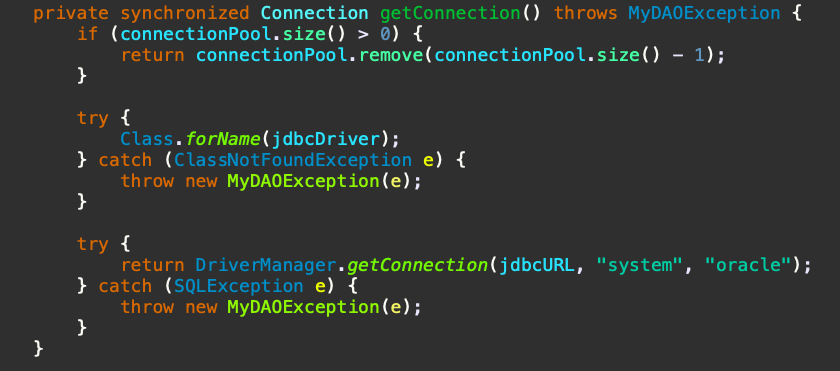 private synchronized Connection getConnection() throws MyDAOException {
    if (connectionPool.size() > 0) {
        return connectionPool.remove(connectionPool.size() - 1);
    }

    try {
        Class.forName(jdbcDriver);
    } catch (ClassNotFoundException e) {
        throw new MyDAOException(e);
    }

    try {
        return DriverManager.getConnection(jdbcURL, "system", "oracle");
    } catch (SQLException e) {
        throw new MyDAOException(e);
    }
}